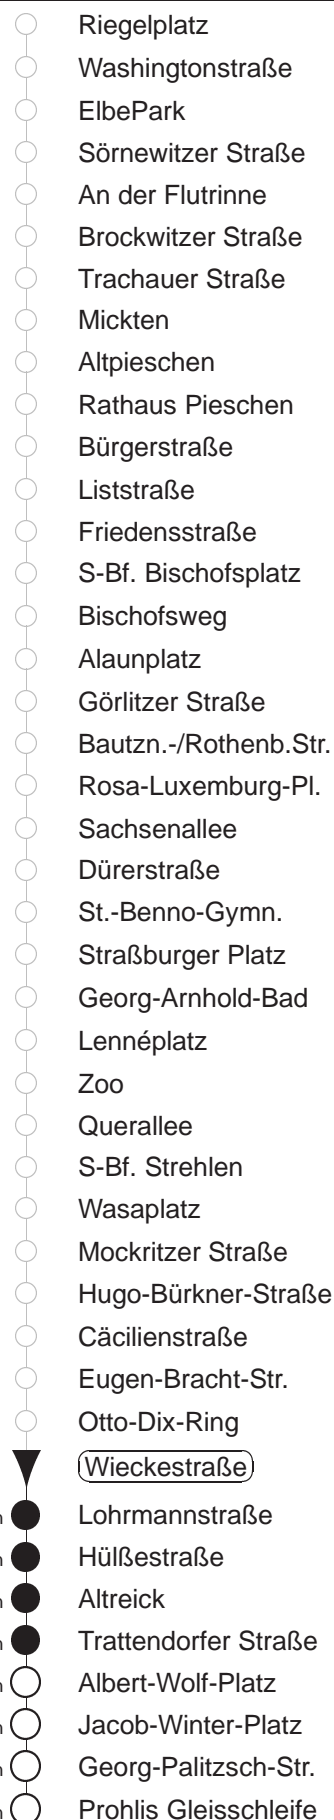 Riegelplatz
Washingtonstraße
ElbePark
Sörnewitzer Straße
An der Flutrinne
Brockwitzer Straße
Trachauer Straße
Mickten
Altpieschen
Rathaus Pieschen
Bürgerstraße
Liststraße
Friedensstraße
S-Bf. Bischofsplatz
Bischofsweg
Alaunplatz
Görlitzer Straße
Bautzn.-/Rothenb.Str.
Rosa-Luxemburg-Pl.
Sachsenallee
Dürerstraße
St.-Benno-Gymn.
Straßburger Platz
Georg-Arnhold-Bad
Lennéplatz
Zoo
Querallee
S-Bf. Strehlen
Wasaplatz
Mockritzer Straße
Hugo-Bürkner-Straße
Cäcilienstraße
Eugen-Bracht-Str.
Otto-Dix-Ring
Wieckestraße
Lohrmannstraße
Hülßestraße
Altreick
Trattendorfer Straße
Albert-Wolf-Platz
Jacob-Winter-Platz
Georg-Palitzsch-Str.
Prohlis Gleisschleife